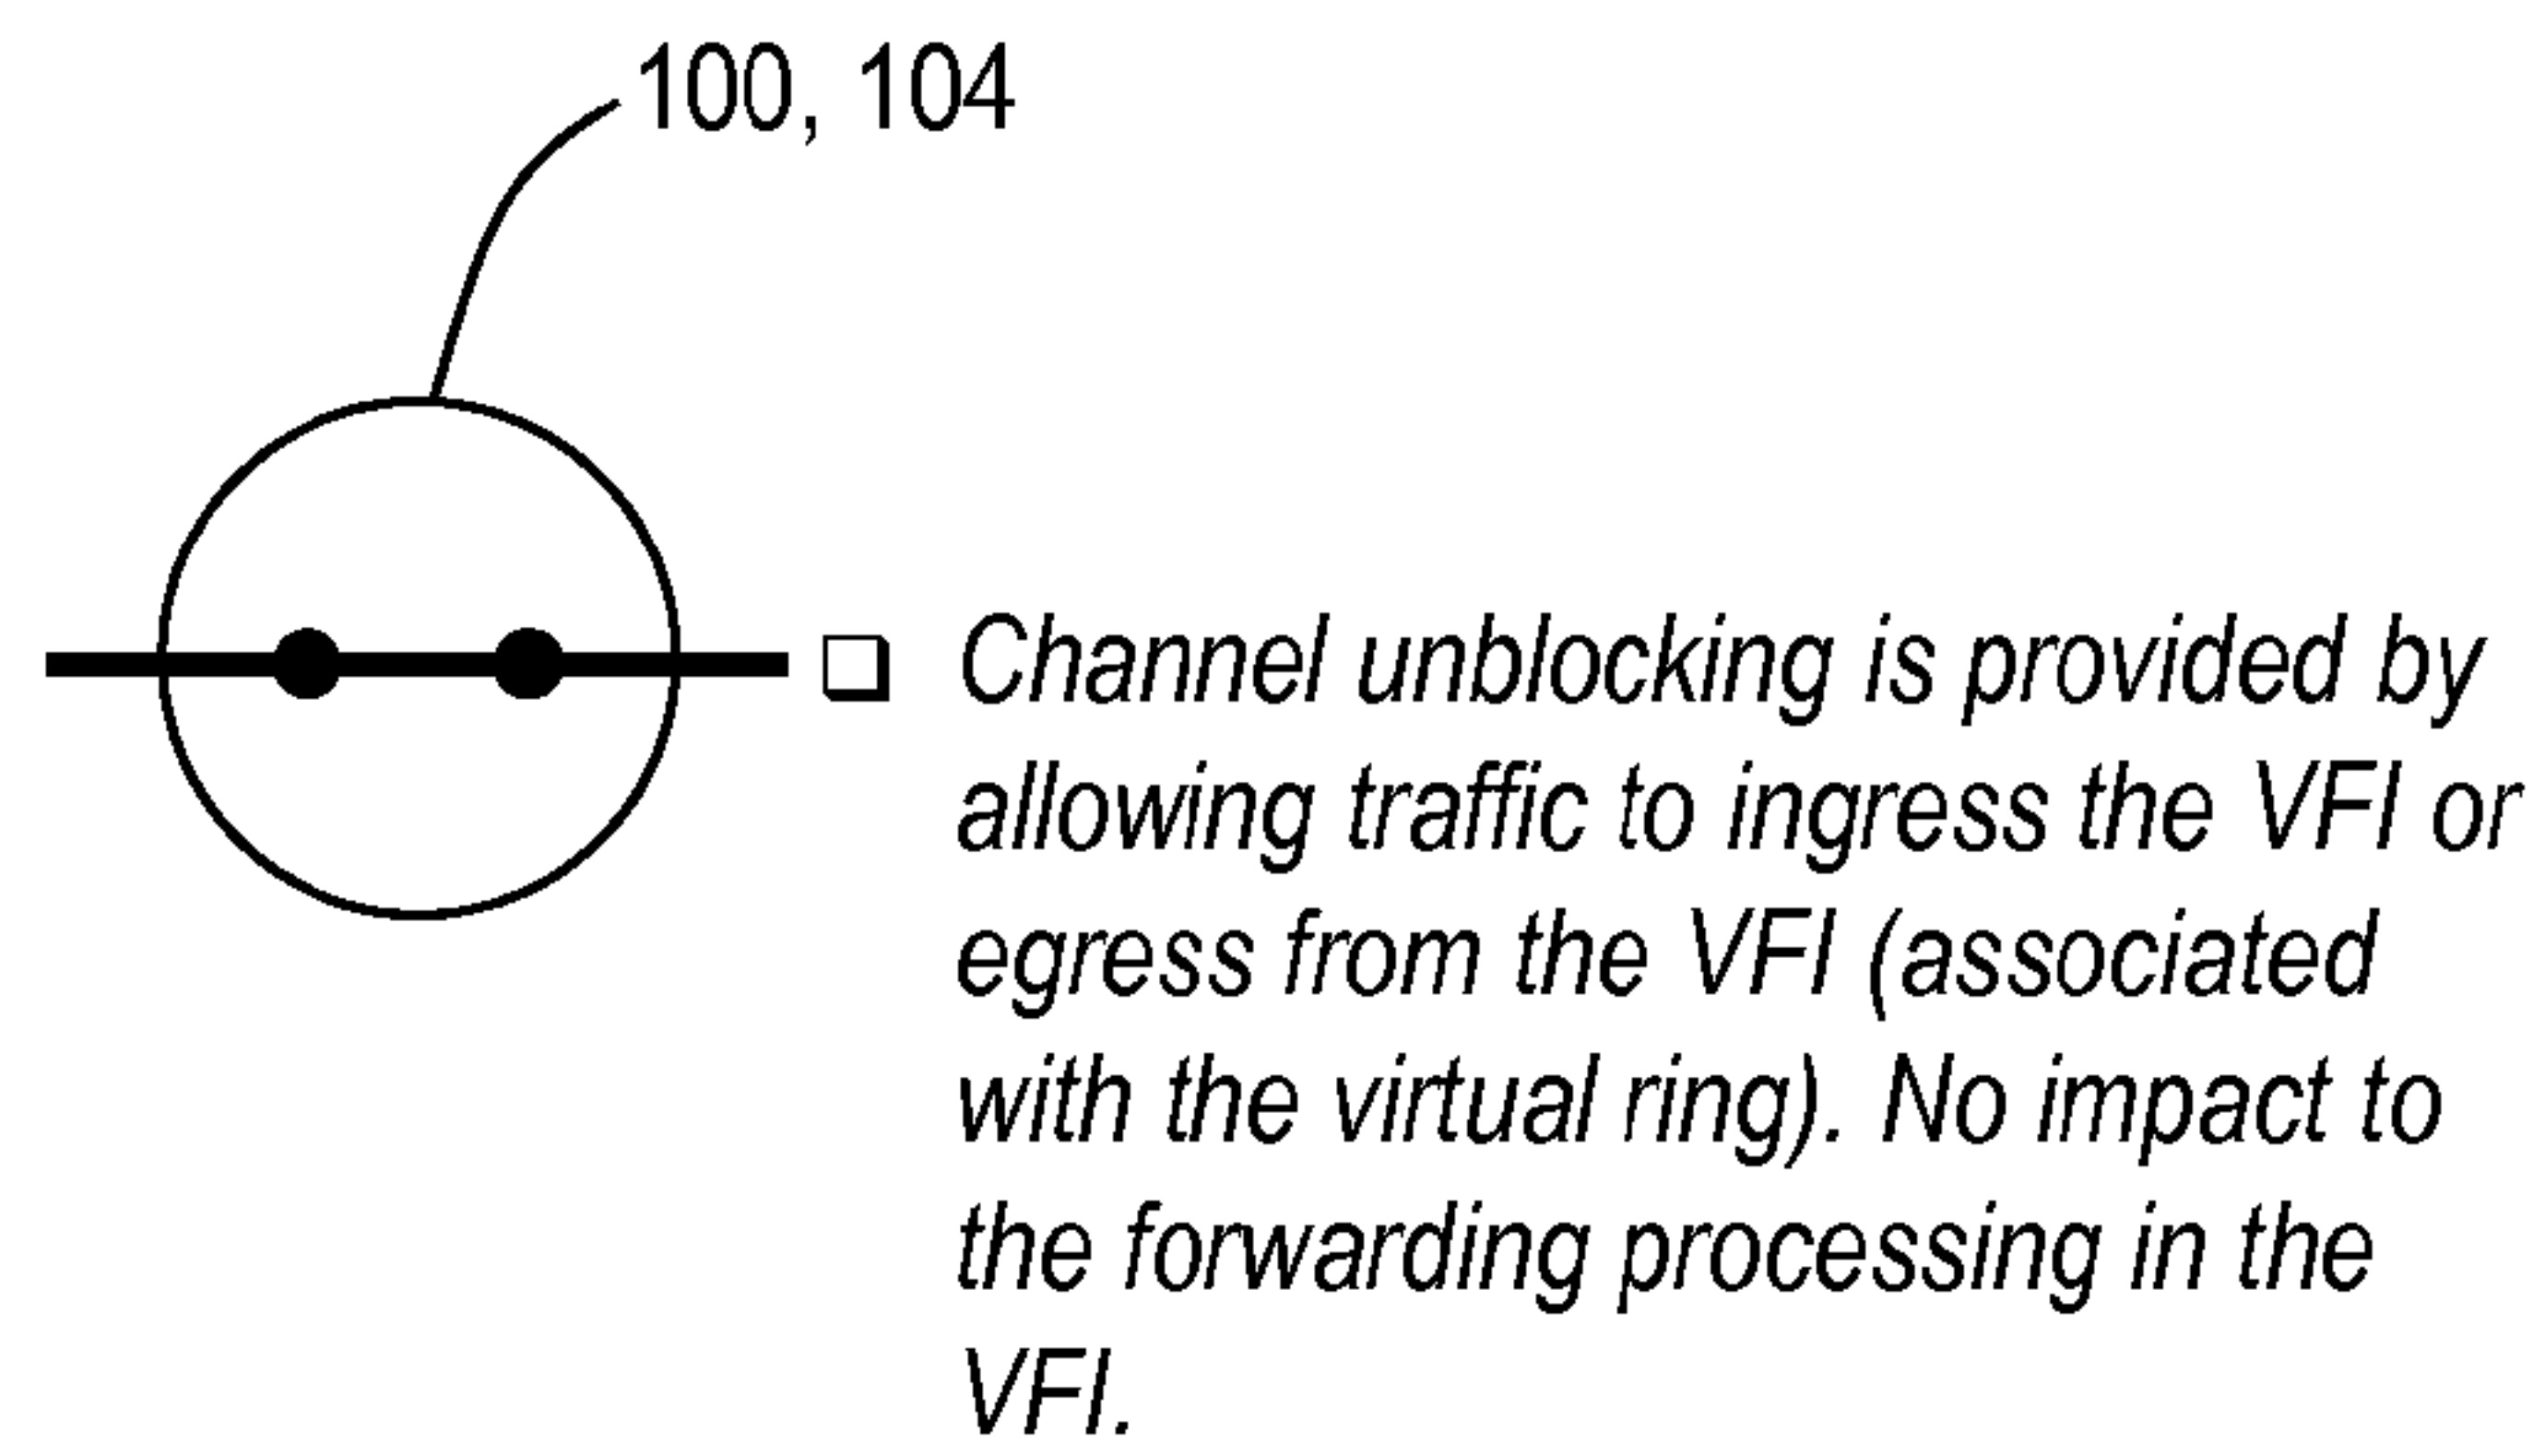 100, 104
❑ Channel unblocking is provided by
allowing traffic to ingress the VFI or
egress from the VFI (associated
with the virtual ring). No impact to
the forwarding processing in the
VFI.